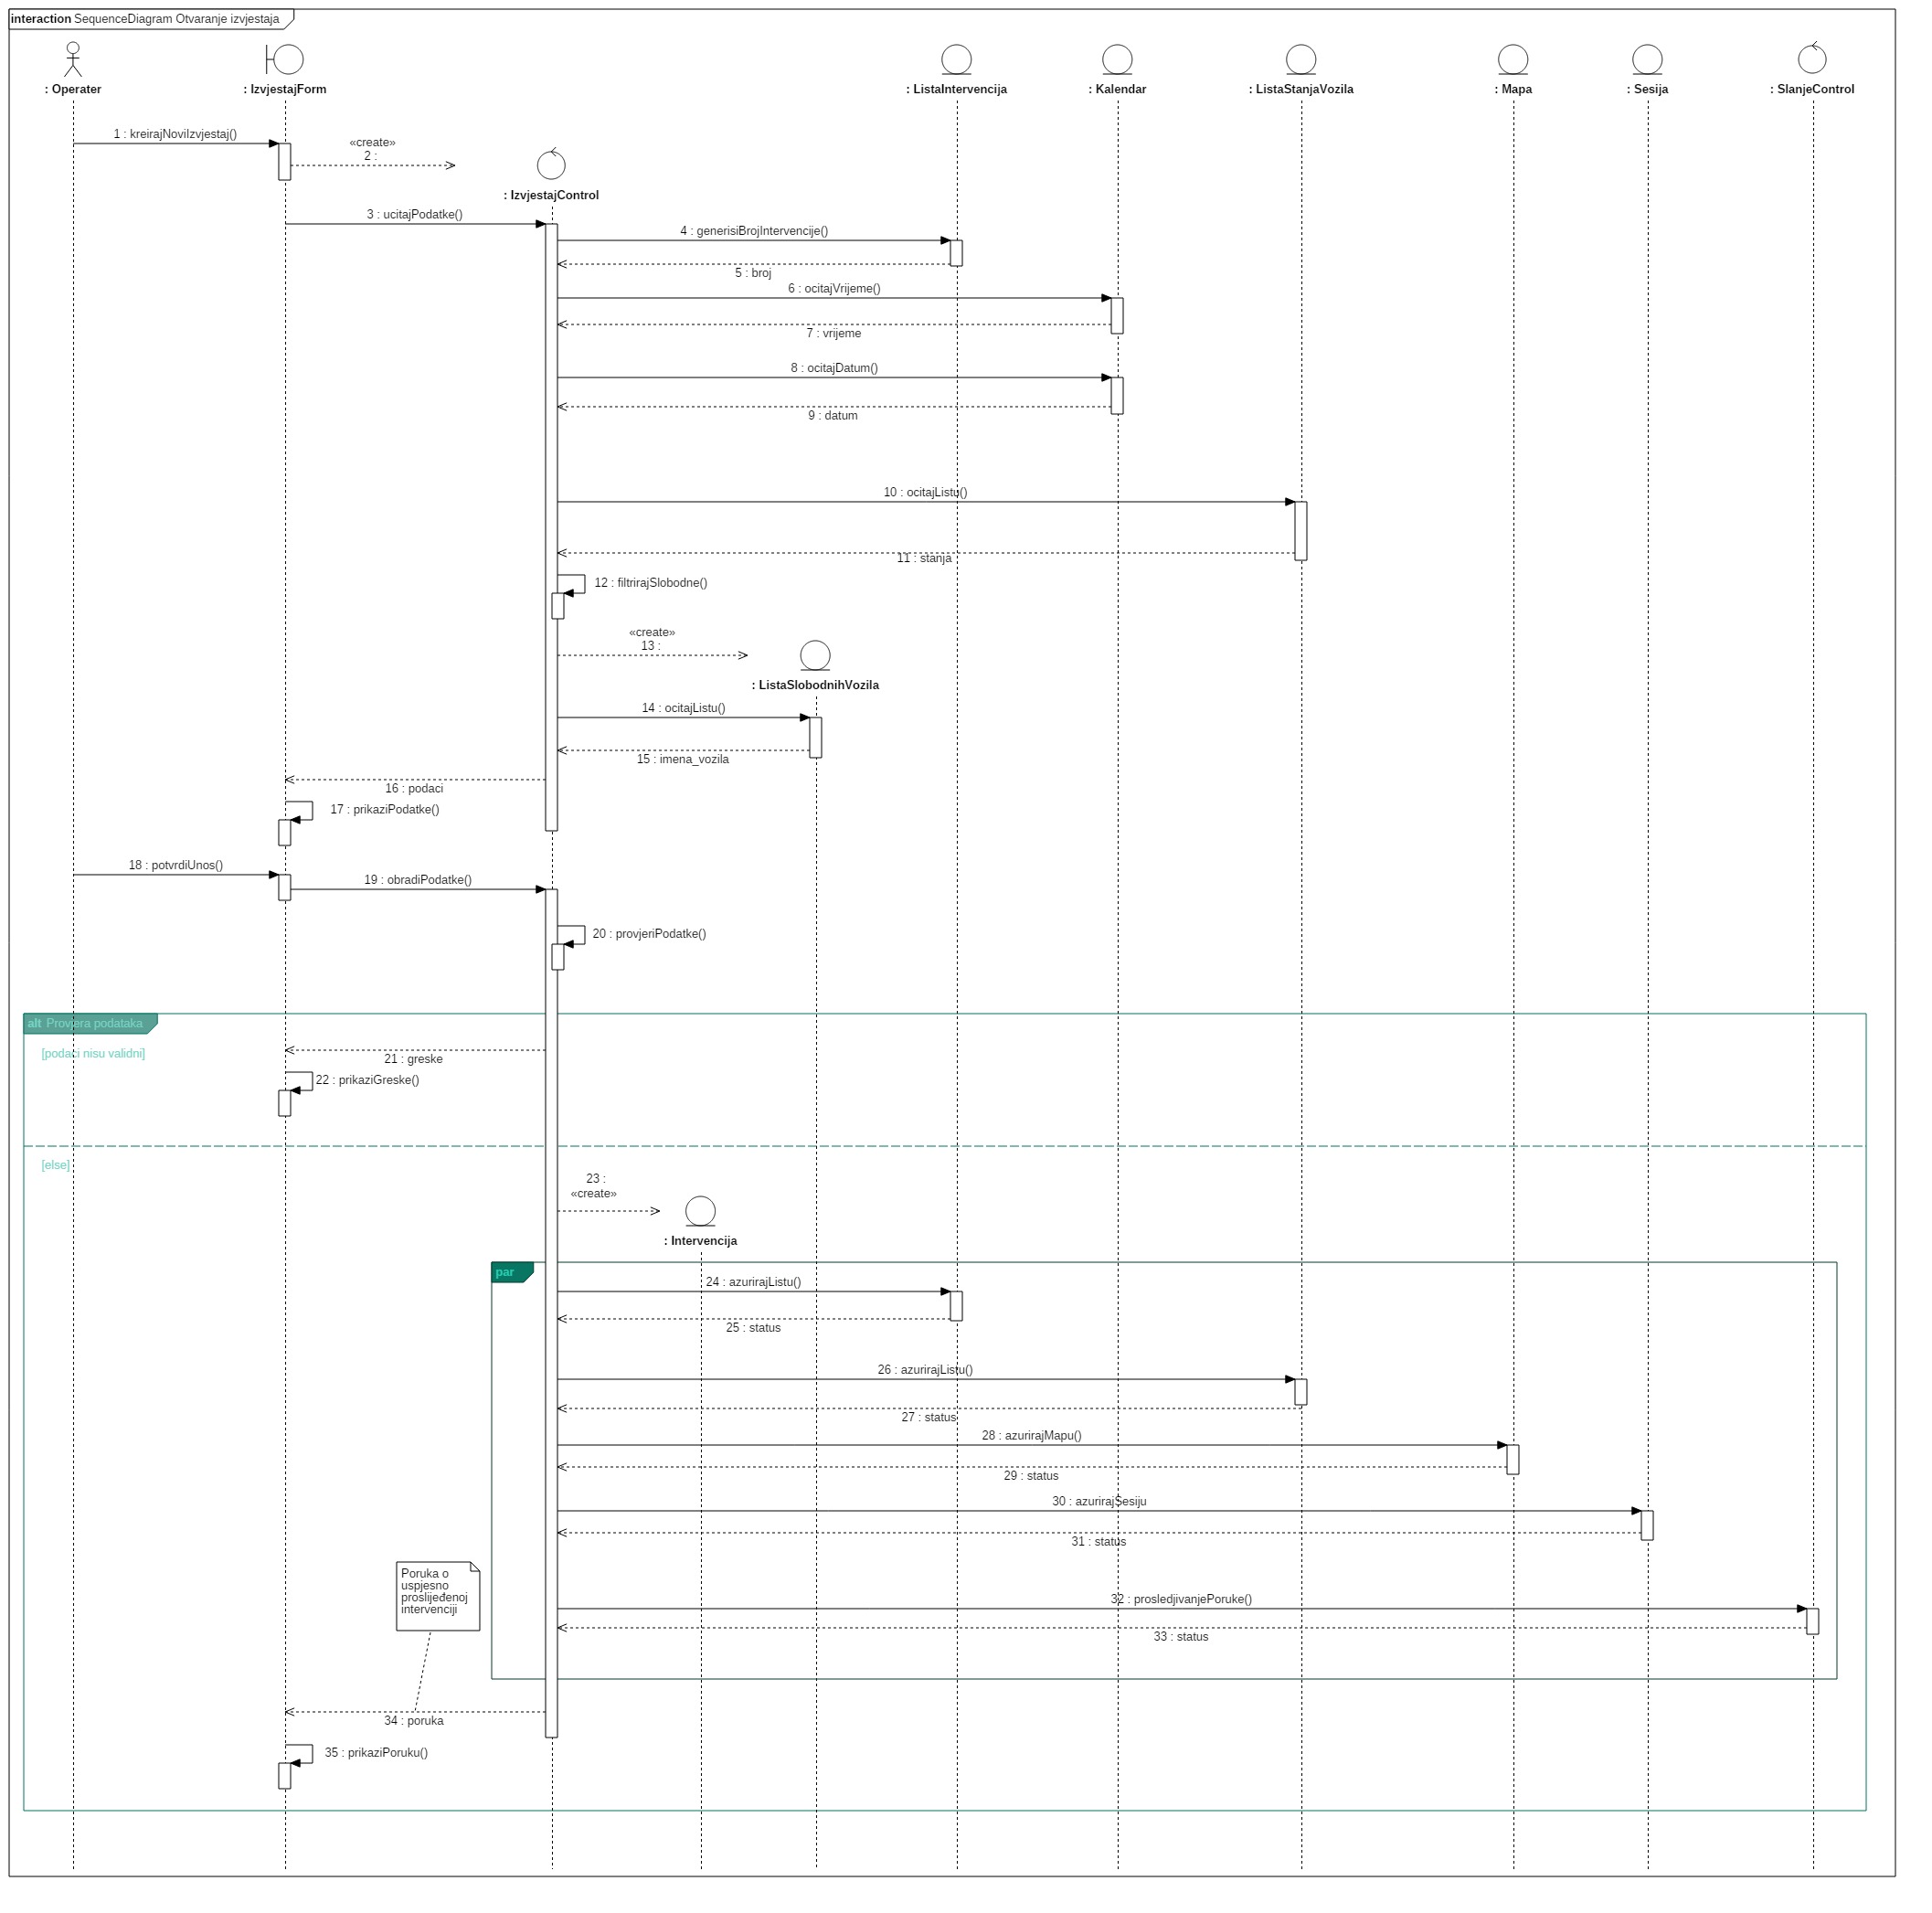 interaction SequenceDiagram Otvaranje izvjestaja
: Operater
: IzvjestajForm
: ListaIntervencija
: Kalendar
: ListaStanjaVozila
: Mapa
: Sesija
: SlanjeControl
1 : kreirajNoviIzvjestaj()
«create»
2 :
: IzvjestajControl
3 : ucitajPodatke()
4 : generisiBrojIntervencije()
5 : broj
6 : ocitajVrijeme()
7 : vrijeme
8 : ocitajDatum()
9 : datum
10 : ocitajListu()
11 : stanja
12 : filtrirajSlobodne()
«create»
13 :
: ListaSlobodnihVozila
14 : ocitajListu()
15 : imena_vozila
16 : podaci
17 : prikaziPodatke()
18 : potvrdiUnos()
19 : obradiPodatke()
20 : provjeriPodatke()
alt Provjera podataka
[podaci nisu validni]
21 : greske
22 : prikaziGreske()
[else]
23 :
«create»
: Intervencija
par
24 : azurirajListu()
25 : status
26 : azurirajListu()
27 : status
28 : azurirajMapu()
29 : status
30 : azurirajSesiju
31 : status
Poruka o
uspjesno
proslijeđenoj
intervenciji
32 : prosledjivanjePoruke()
33 : status
34 : poruka
35 : prikaziPoruku()